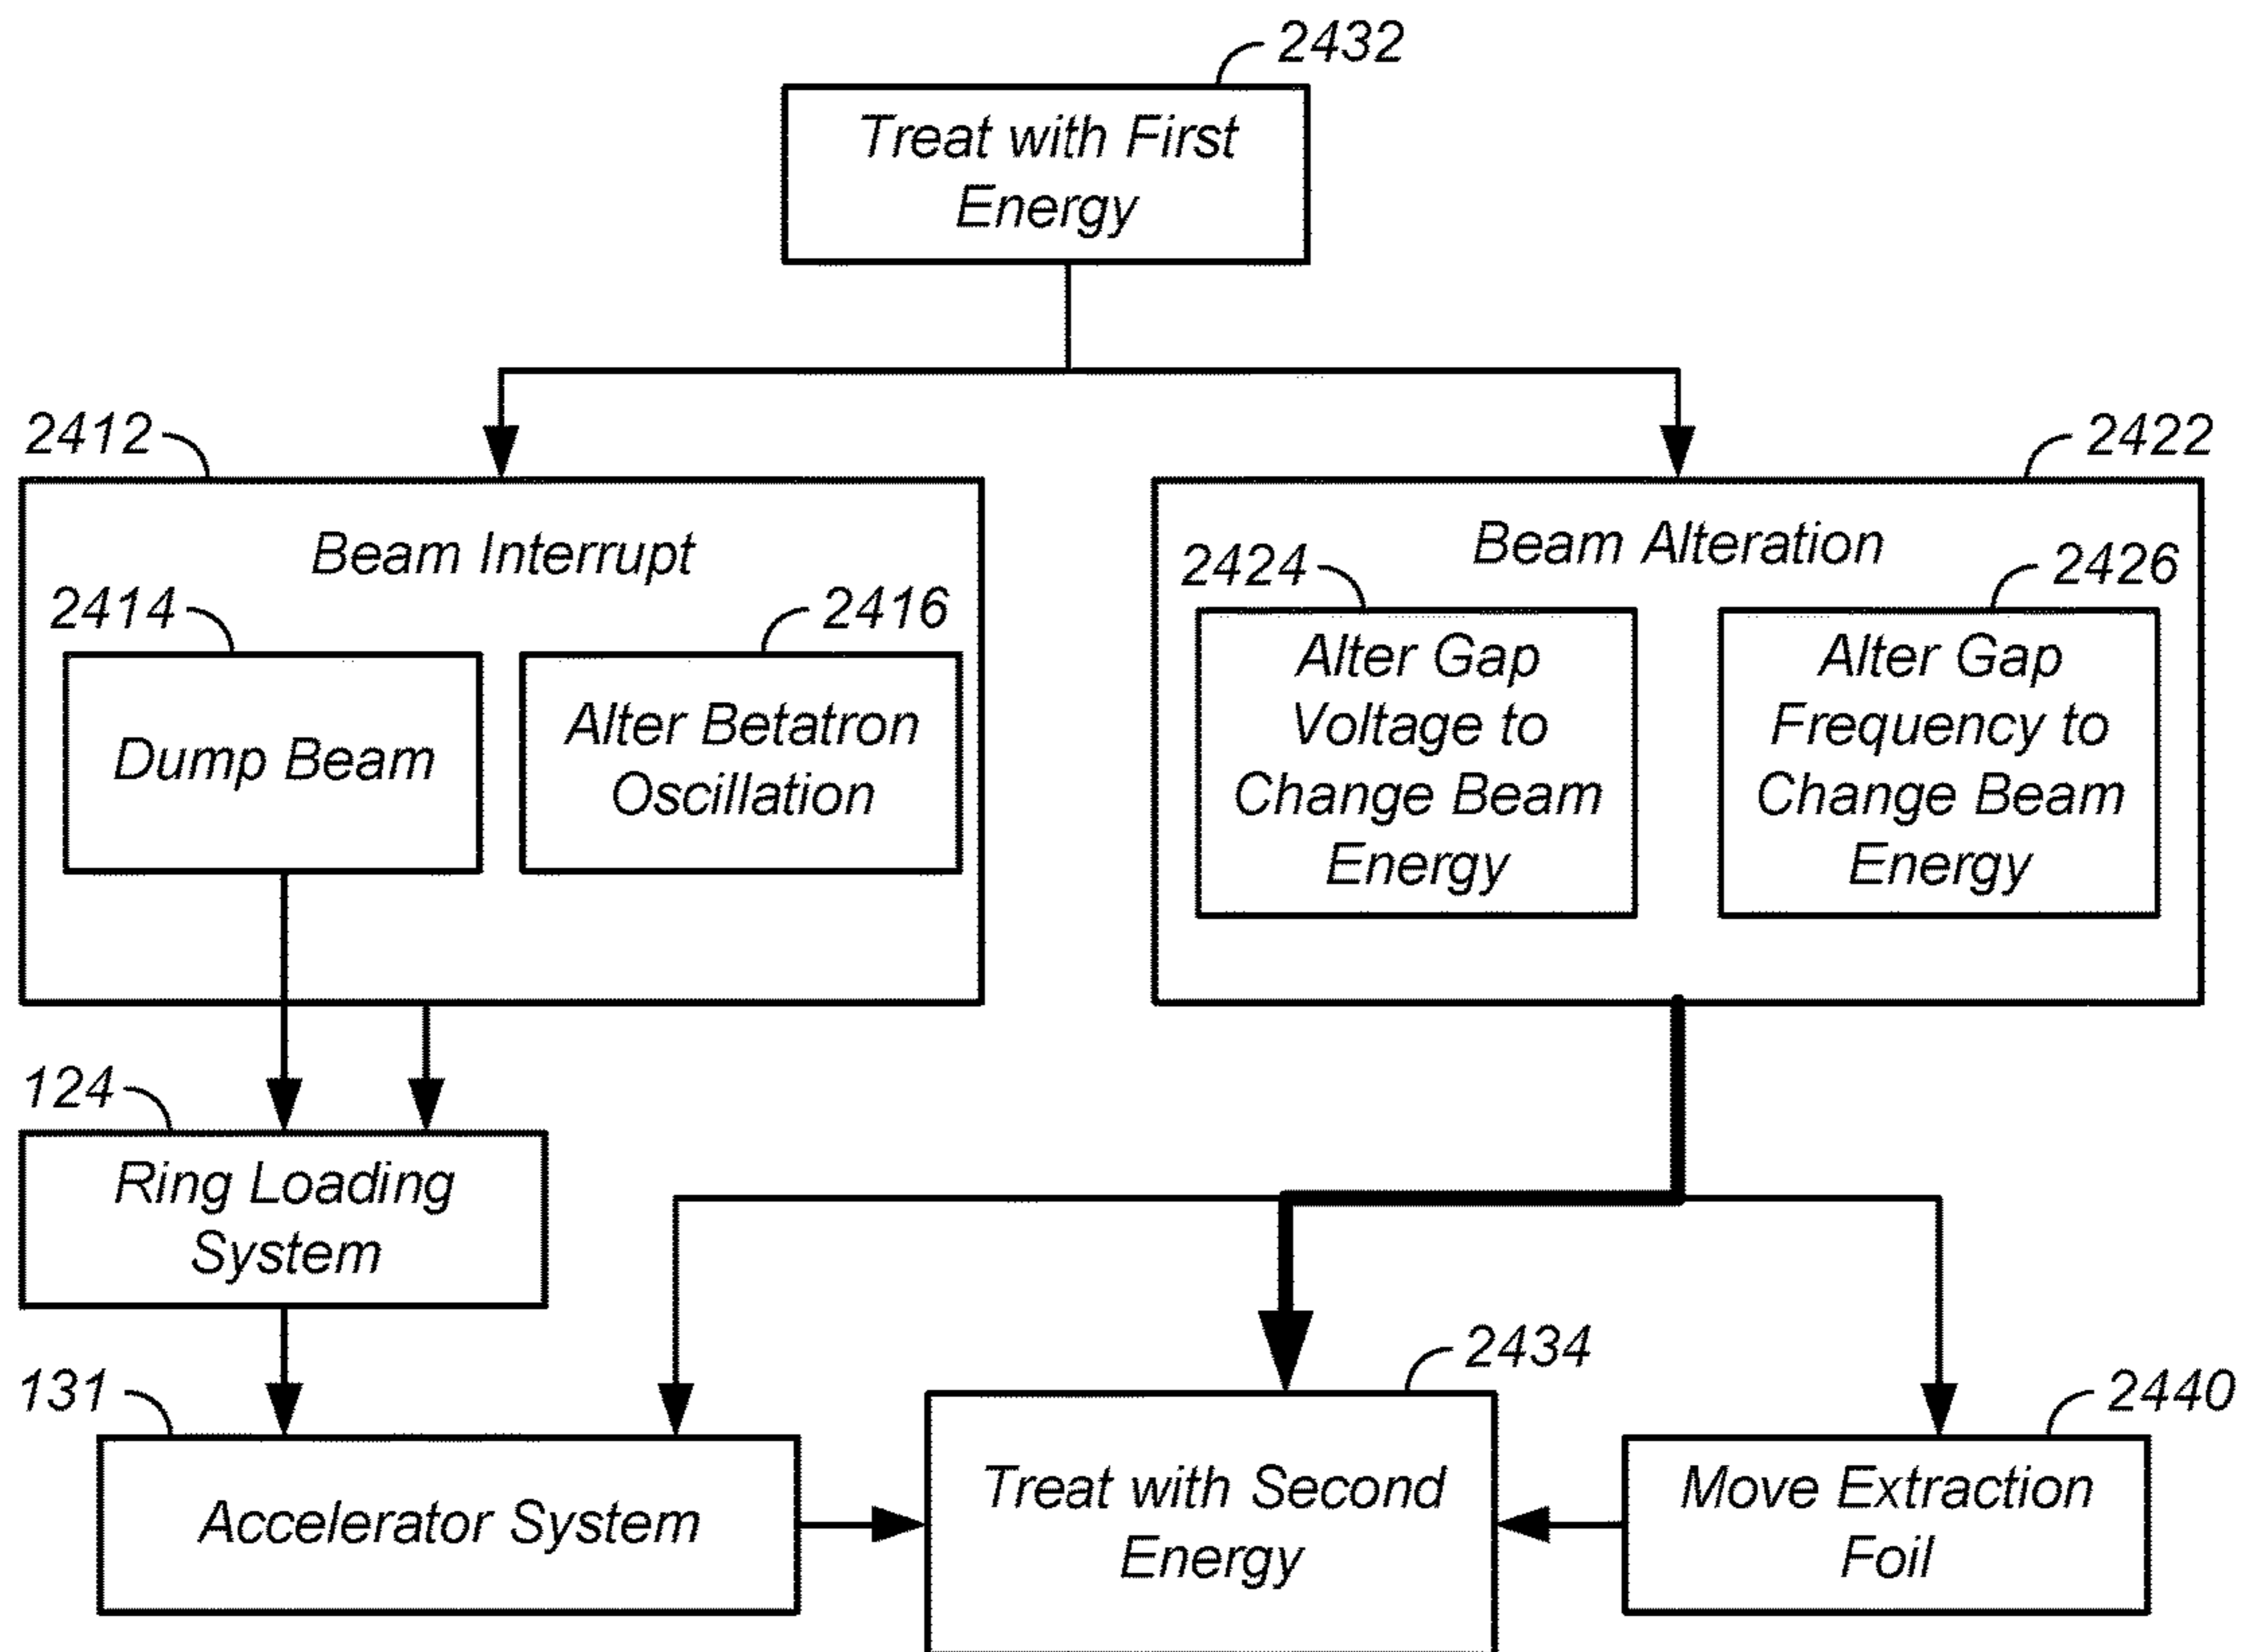 2432
Treat with First
Energy
2412
2422
Beam Interrupt
Beam Alteration
2414
2416
2424
2426
Dump Beam
Alter Betatron
Oscillation
Alter Gap
Voltage to
Change Beam
Energy
Alter Gap
Frequency to
Change Beam
Energy
124
Ring Loading
System
131
Accelerator System
2434
Treat with Second
Energy
2440
Move Extraction
Foil